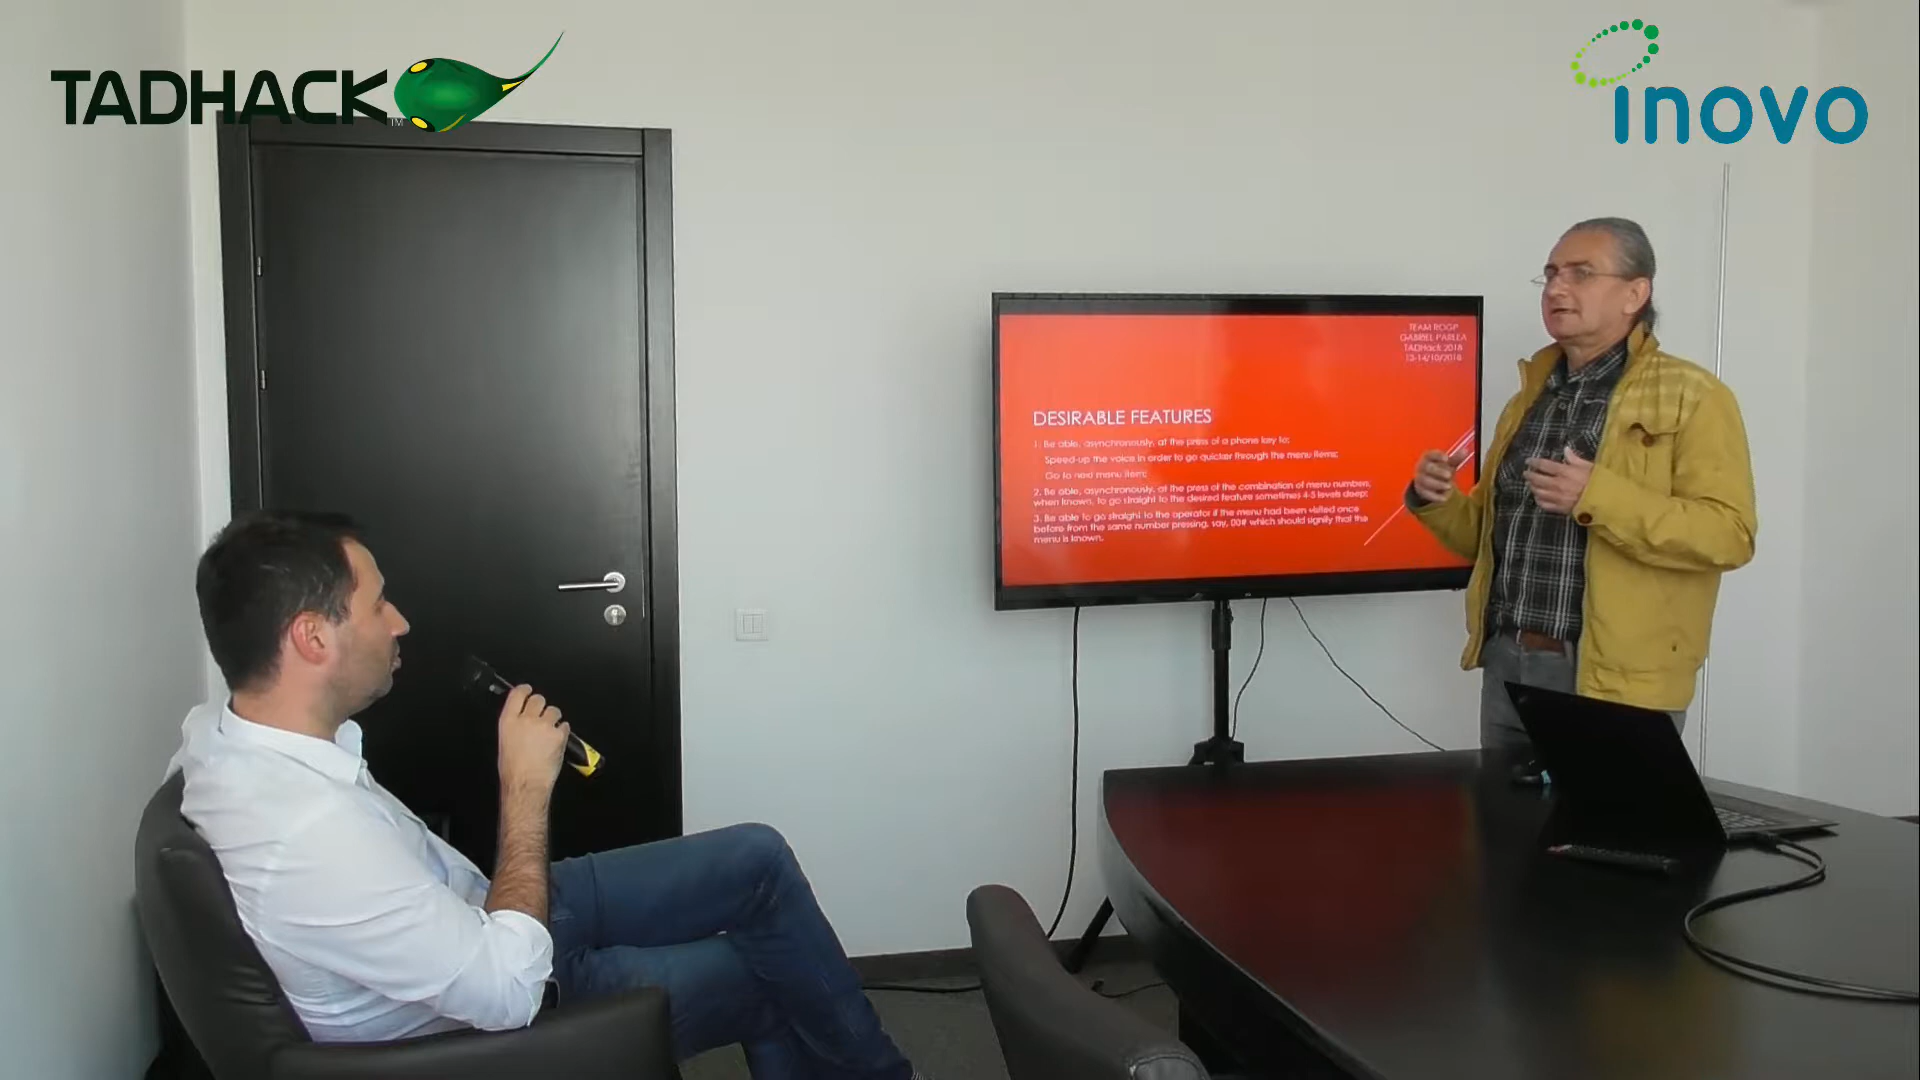 TADHACK
TM
inovo
TEAM ROGP
GABRIEL PARLEA
TADHack 2018
13-14/10/2018
DESIRABLE FEATURES
1. Be able, asynchronously, at the press of a phone key to:
Speed-up the voice in order to go quicker through the menu items;
Go to next menu item;
2. Be able, asynchronously, at the press of the combination of menu numbers,
when known, to go straight to the desired feature sometimes 4-5 levels deep;
3. Be able to go straight to the operator if the menu had been visited once
before from the same number pressing, say, 00# which should signify that the
menu is known.